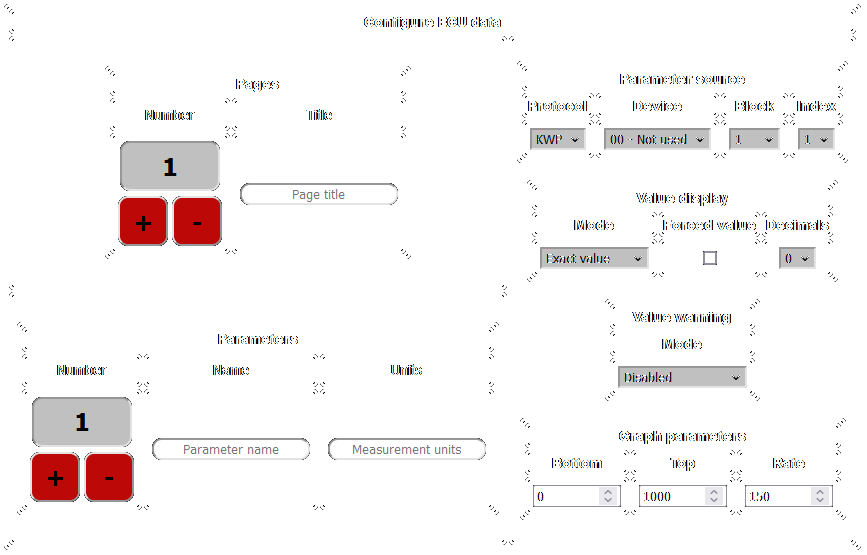 Configure ECU data
Pages
Number Title
1
Page title
+ -
Parameters
Number Name Units
1
Parameter name Measurement units
+ -
Parameter source
Protocol Device Block Index
KWP 00 - Not used 1 1
Value display
Mode Forced value Decimals
Exact value 0
Value warning
Mode
Disabled
Graph parameters
Bottom Top Rate
0 1000 150